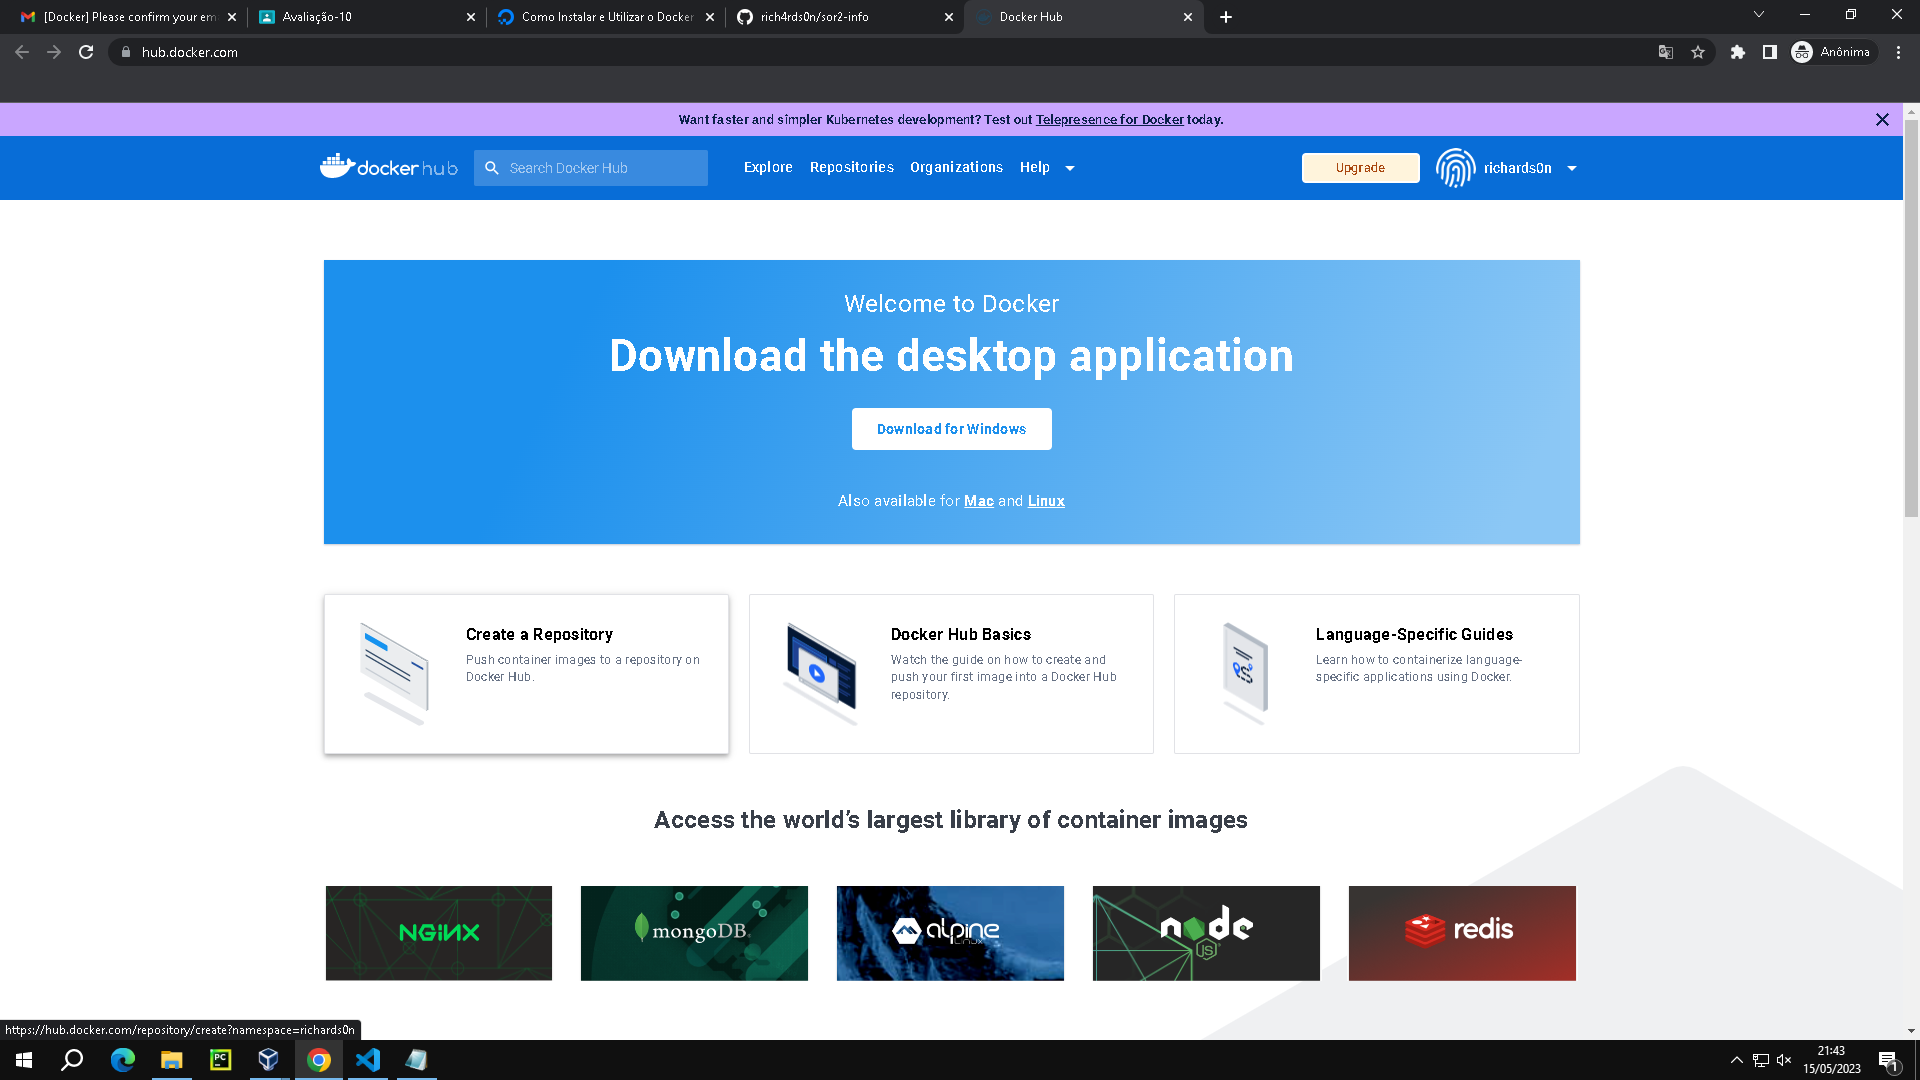 [Docker] Please confirm your em
Avaliação-10
Como Instalar e Utilizar o Docker
rich4rds0n/sor2-info
Docker Hub
hub.docker.com
Anônima
Want faster and simpler Kubernetes development? Test out Telepresence for Docker today.
docker hub
Search Docker Hub
Explore
Repositories
Organizations
Help
Upgrade
richards0n
Welcome to Docker
Download the desktop application
Download for Windows
Also available for Mac and Linux
Create a Repository
Push container images to a repository on
Docker Hub.
Docker Hub Basics
Watch the guide on how to create and
push your first image into a Docker Hub
repository.
Language-Specific Guides
Learn how to containerize language-
specific applications using Docker.
Access the world’s largest library of container images
NGINX
mongoDB.
alpine
Linux
node
JS
redis
https://hub.docker.com/repository/create?namespace=richards0n
PC
21:43
15/05/2023
1